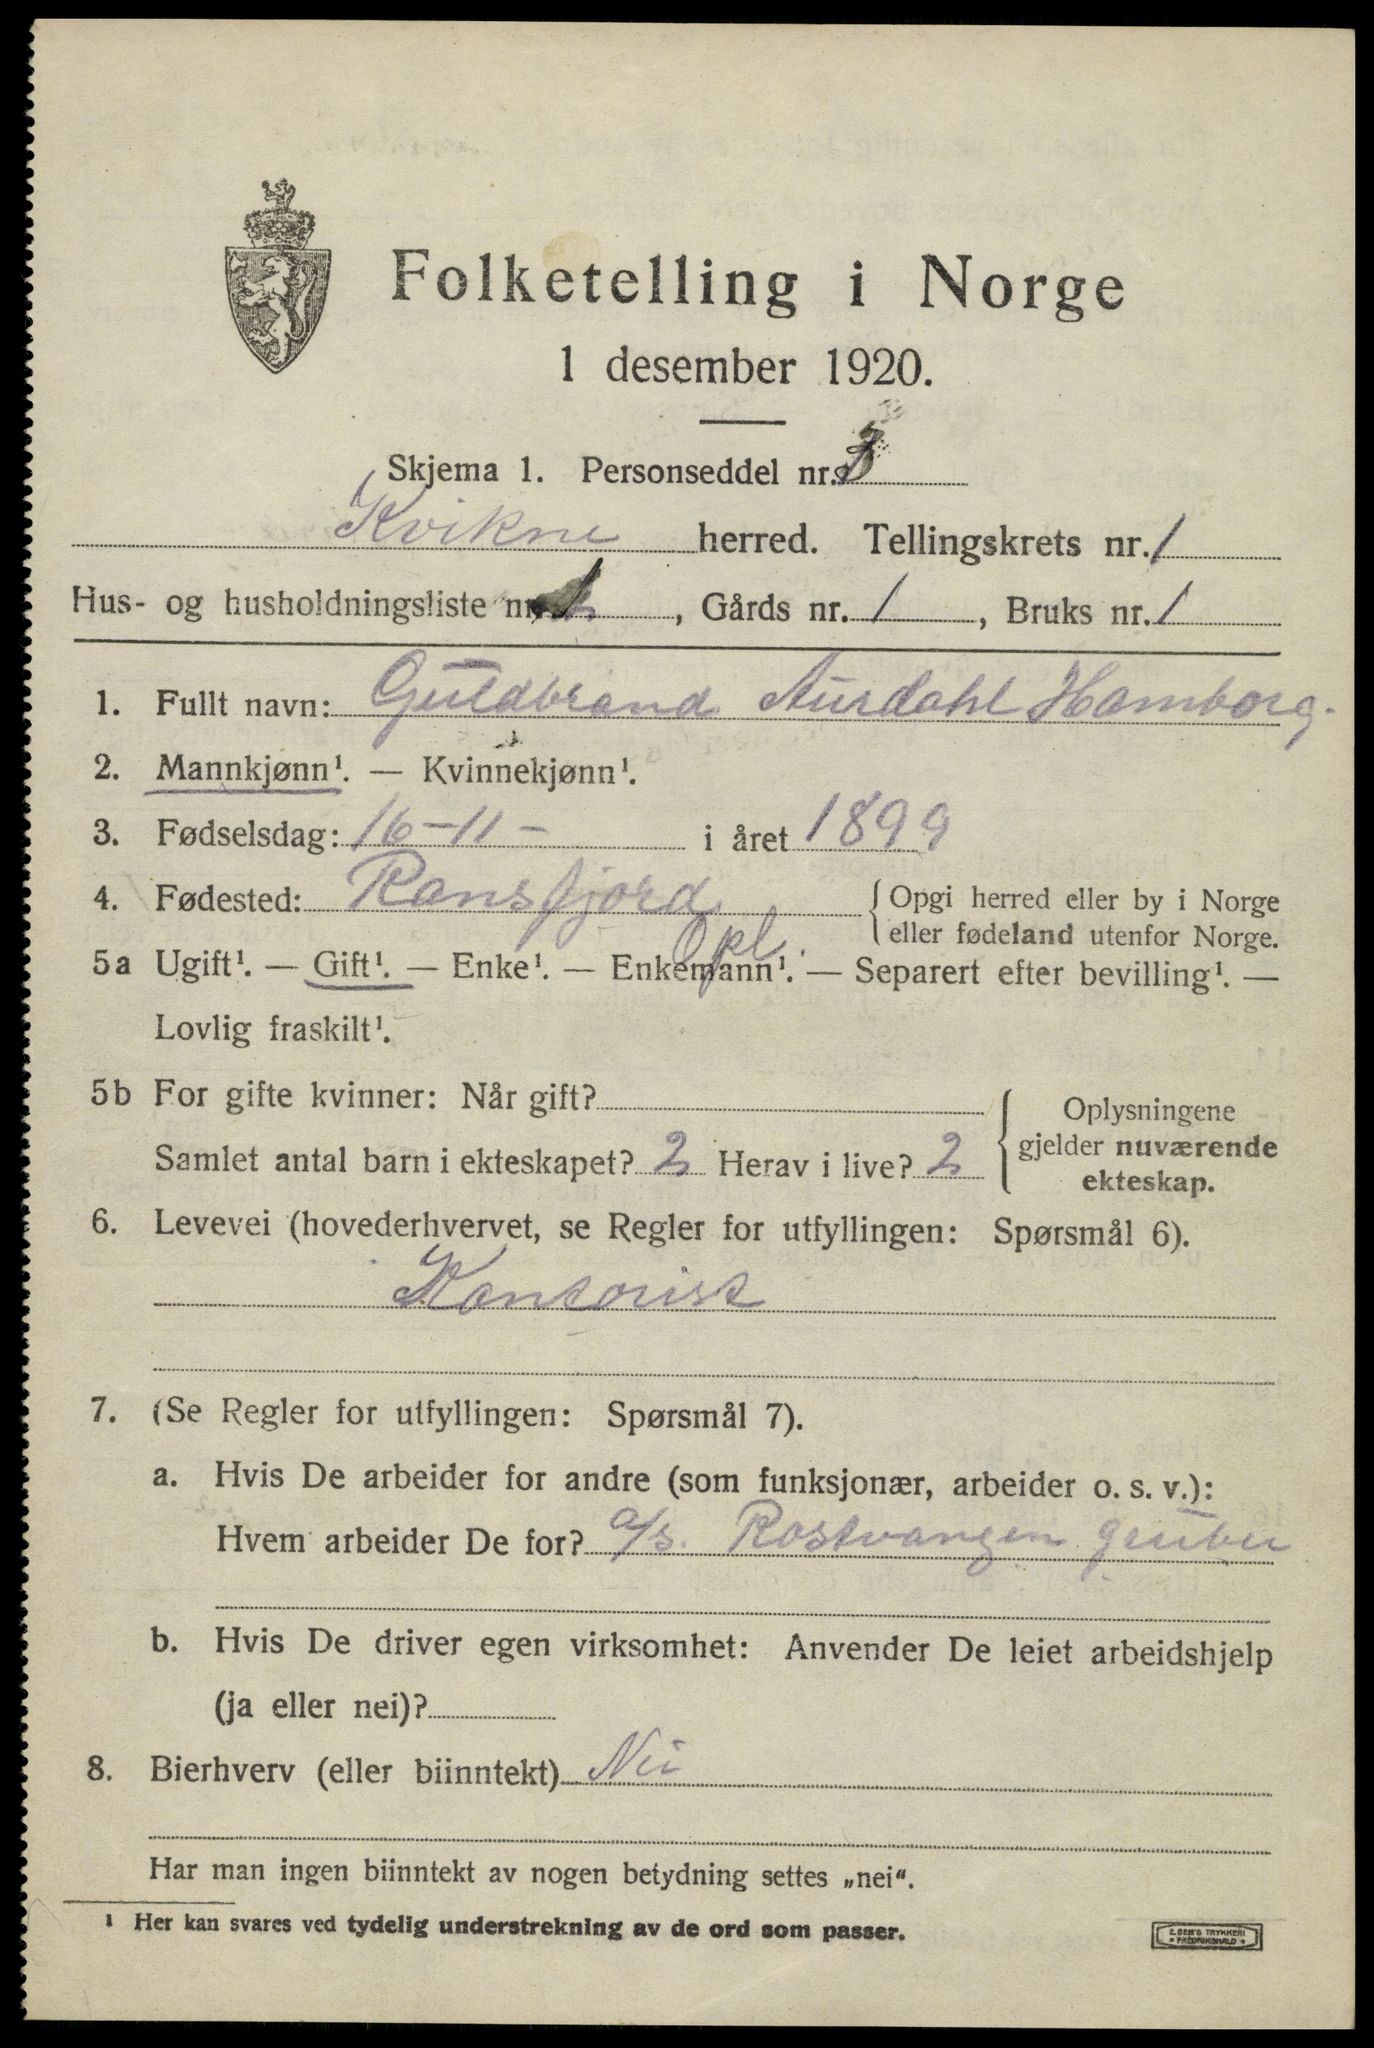 Folketelling i Norge
1 desember 1920.
Skjema 1. Personseddel nr. 3
Kvikne herred. Tellingskrets nr. 1
Hus- og husholdningsliste nr. , Gårds nr. 1, Bruks nr. 1
1. Fullt navn: Guldbrand Aurdahl Hamborg.
2. Mannkjønn¹. — Kvinnekjønn¹.
3. Fødselsdag: 16-11- i året 1899
4. Fødested: Ransfjord { Opgi herred eller by i Norge
eller fødeland utenfor Norge.
Opl.
5a Ugift¹. — Gift¹. — Enke¹. — Enkemann¹. — Separert efter bevilling¹. —
Lovlig fraskilt¹.
5b For gifte kvinner: Når gift?
Samlet antal barn i ekteskapet? 2 Herav i live? 2
{ Oplysningene
gjelder nuværende
ekteskap.
6. Levevei (hovederhvervet, se Regler for utfyllingen: Spørsmål 6).
Kontorist
7. (Se Regler for utfyllingen: Spørsmål 7).
a. Hvis De arbeider for andre (som funksjonær, arbeider o. s. v.):
Hvem arbeider De for? a/s. Rostvangen gruber
b. Hvis De driver egen virksomhet: Anvender De leiet arbeidshjelp
(ja eller nei)?
8. Bierhverv (eller biinntekt) Nei
Har man ingen biinntekt av nogen betydning settes „nei“.
¹ Her kan svares ved tydelig understrekning av de ord som passer.
E. SEM'S TRYKKERI
• FREDRIKSHALD •